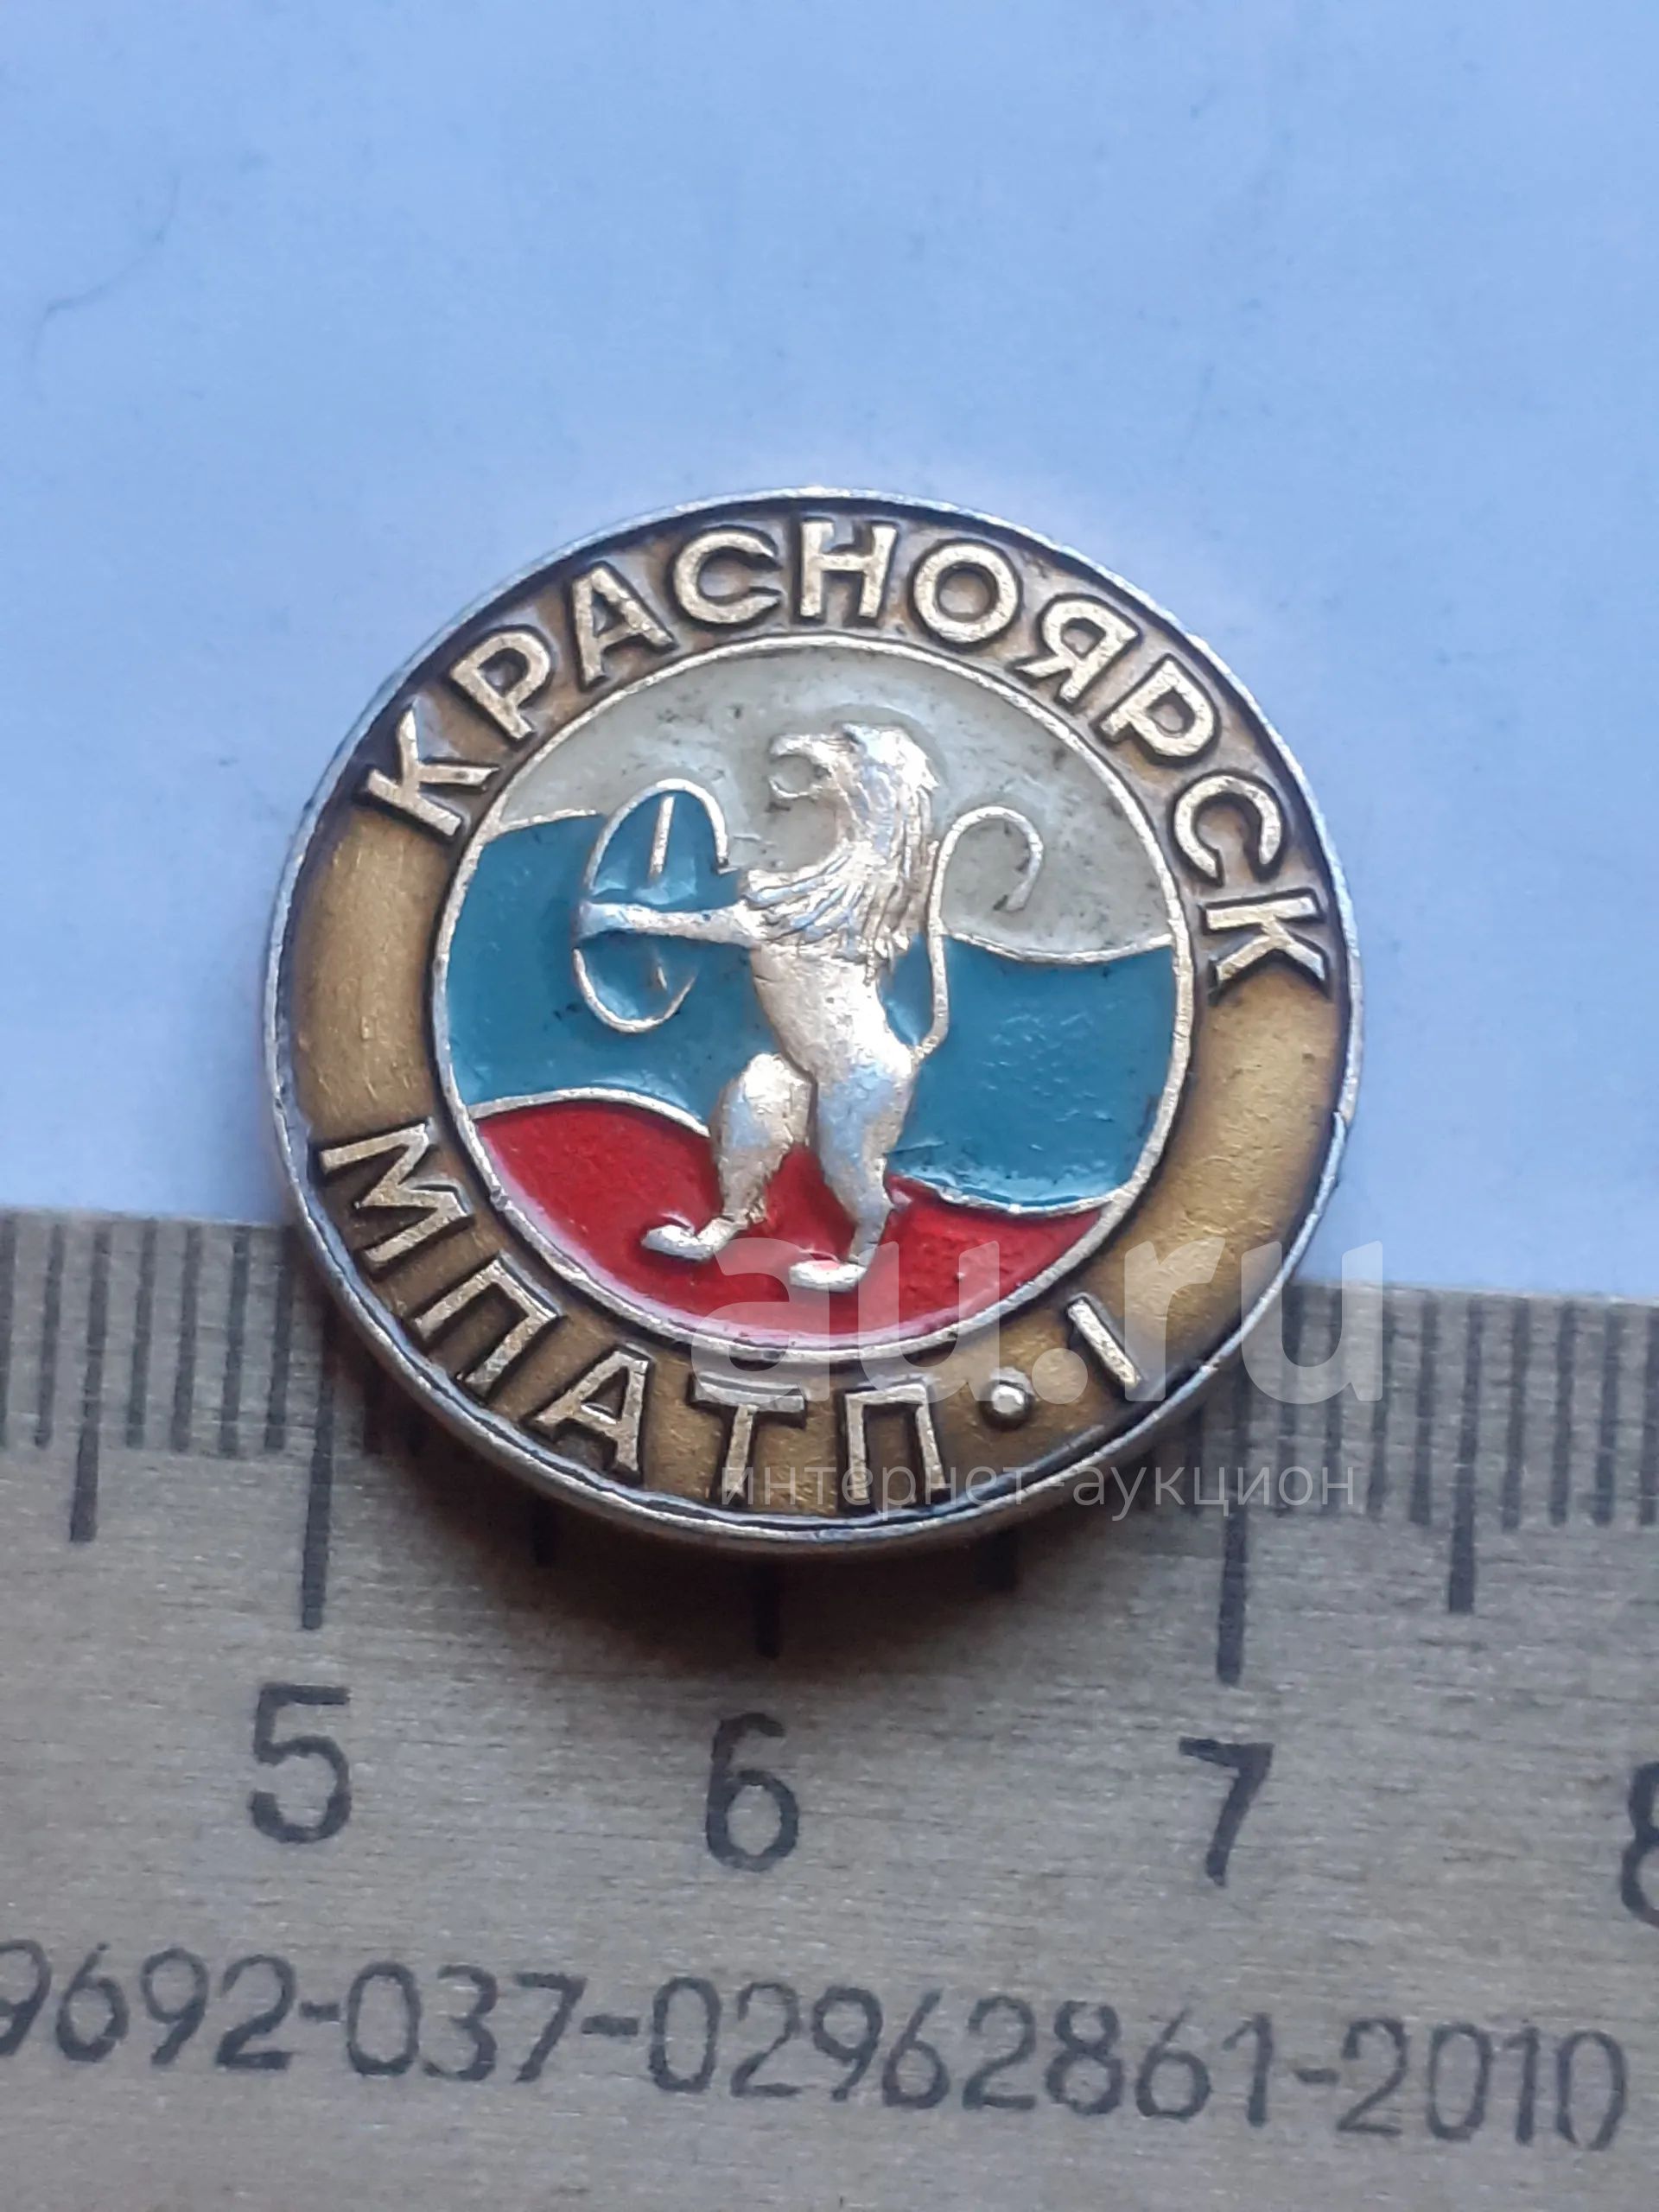 КРАСНОЯРСК
МПАТП·1
au.ru
интернет-аукцион
5 6 7 8
9692-037-02962861-2010